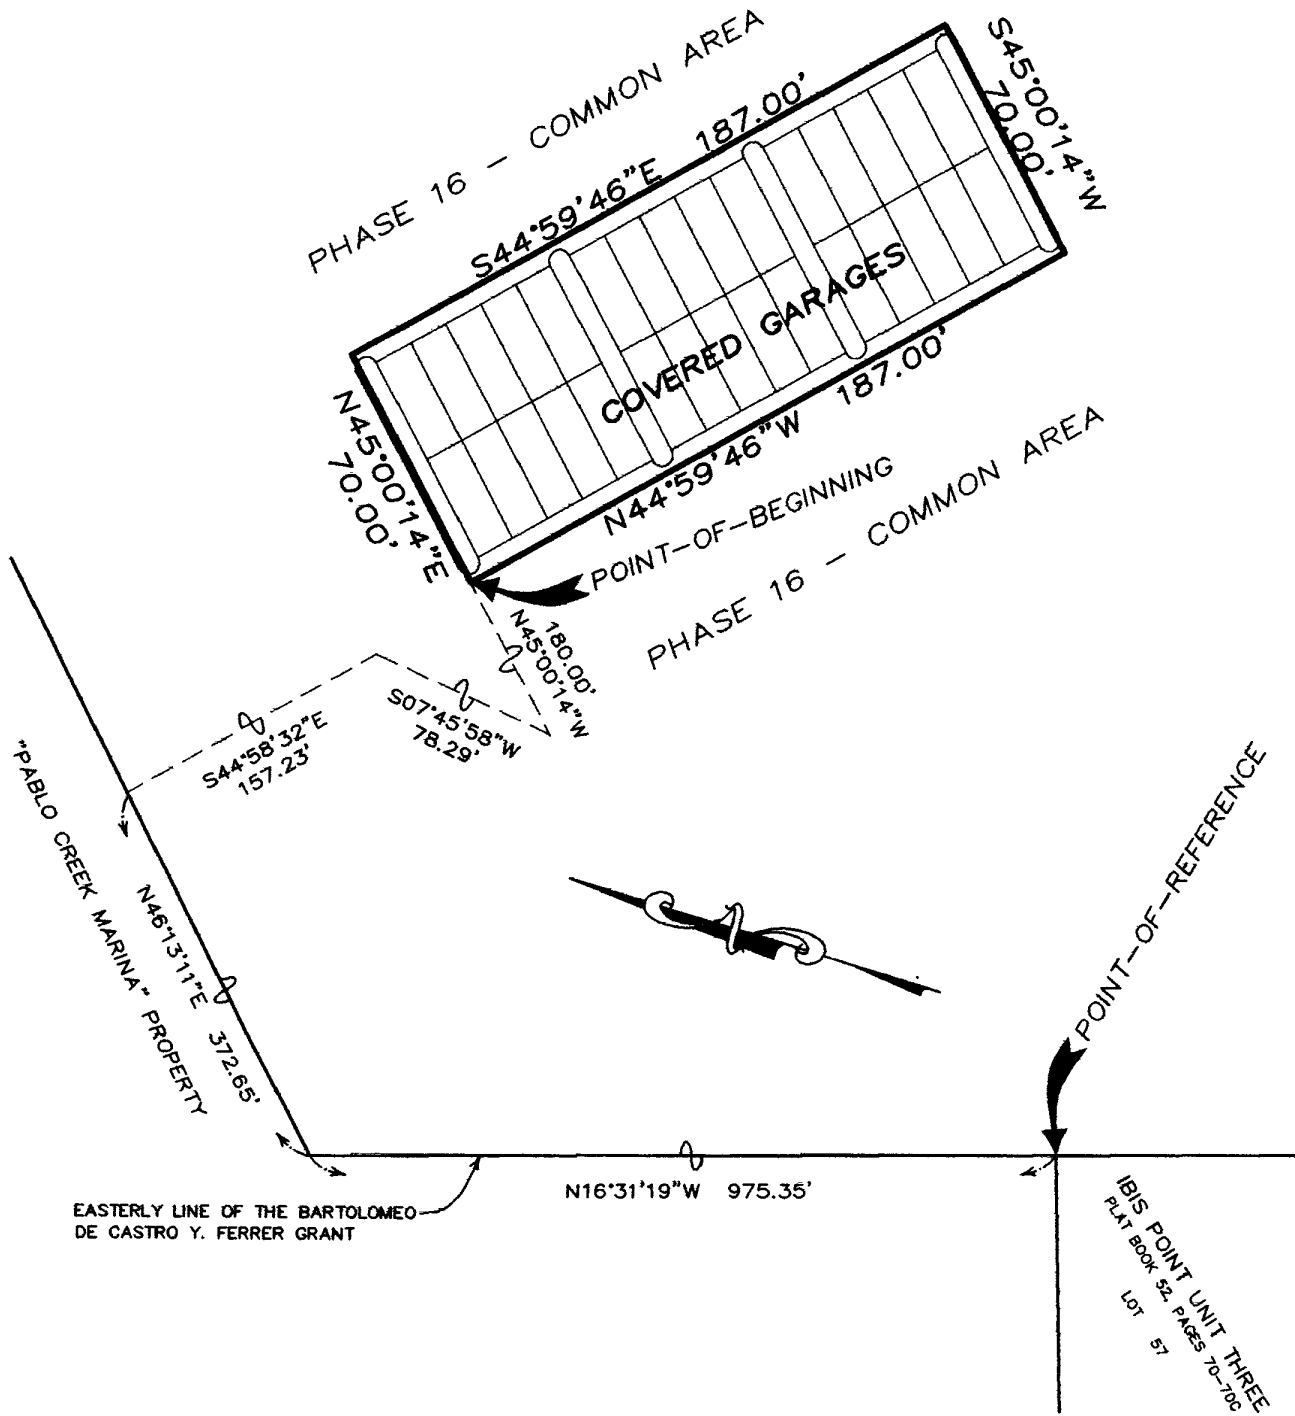 PHASE 16 - COMMON AREA
S44°59'46"E 187.00'
S45°00'14"W
70.00'
COVERED GARAGES
N45°00'14"E
70.00'
N44°59'46"W 187.00'
POINT-OF-BEGINNING
PHASE 16 - COMMON AREA
180.00'
N45°00'14"W
S44°58'32"E
157.23'
S07°45'58"W
78.29'
"PABLO CREEK MARINA" PROPERTY
N46°13'11"E 372.65'
POINT-OF-REFERENCE
N16°31'19"W 975.35'
EASTERLY LINE OF THE BARTOLOMEO
DE CASTRO Y. FERRER GRANT
IBIS POINT UNIT THREE
PLAT BOOK 52, PAGES 70-70C
LOT 57